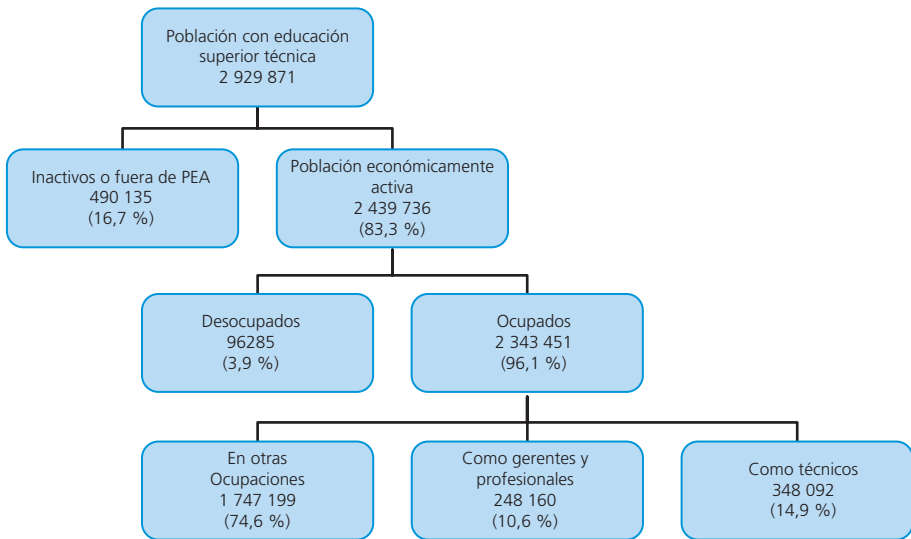 Población con educación
superior técnica
2 929 871
Inactivos o fuera de PEA
490 135
(16,7 %)
Población económicamente
activa
2 439 736
(83,3 %)
Desocupados
96285
(3,9 %)
Ocupados
2 343 451
(96,1 %)
En otras
Ocupaciones
1 747 199
(74,6 %)
Como gerentes y
profesionales
248 160
(10,6 %)
Como técnicos
348 092
(14,9 %)